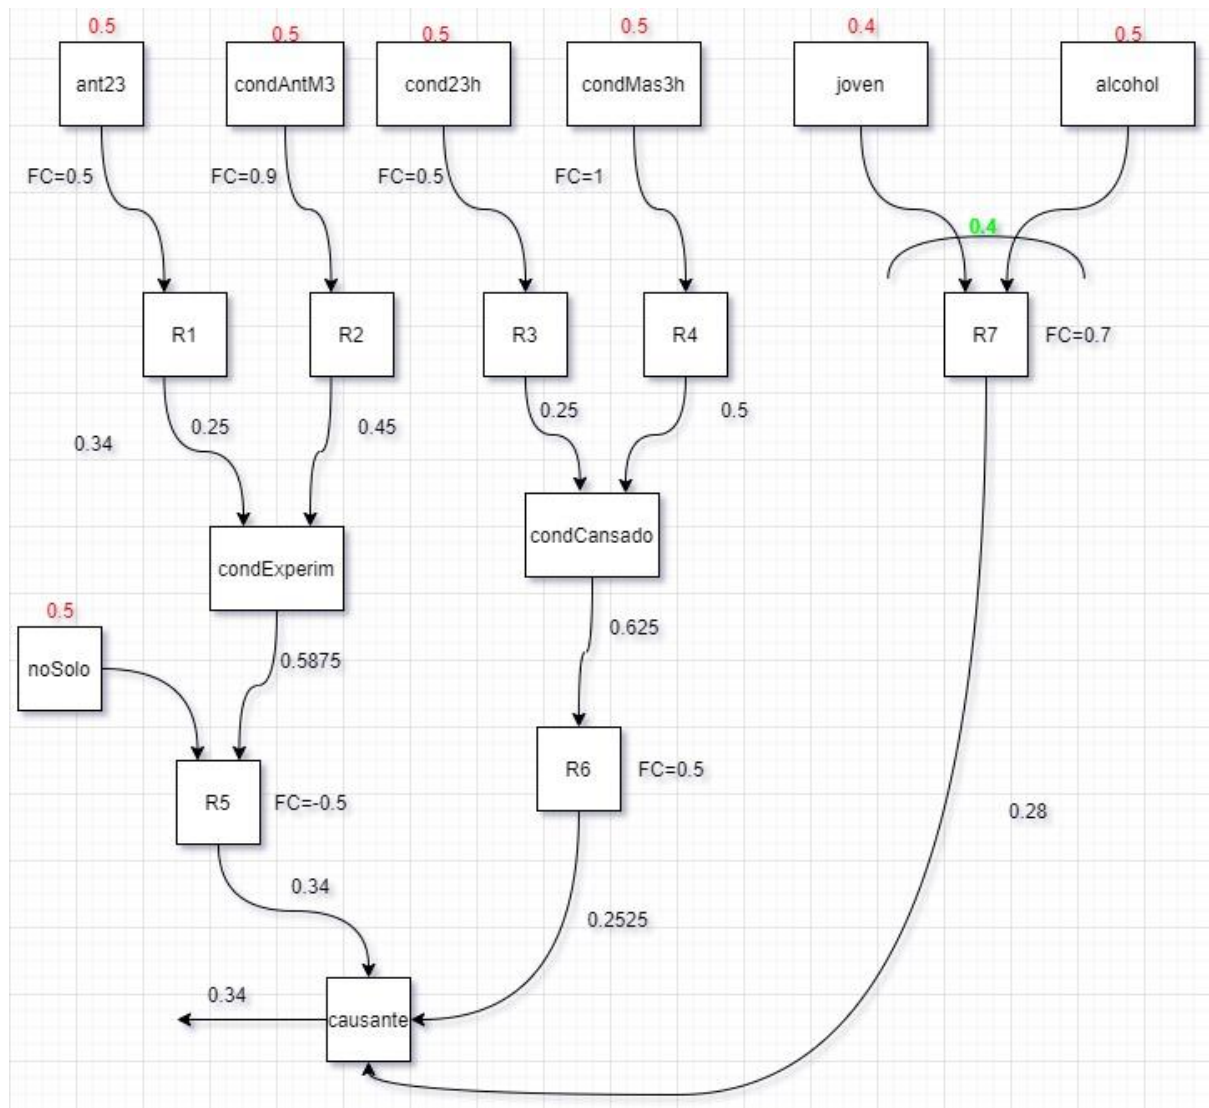 0.5
0.5
0.5
0.5
0.4
0.5
ant23
condAntM3
cond23h
condMas3h
joven
alcohol
FC=0.5
FC=0.9
FC=0.5
FC=1
0.4
R1
R2
R3
R4
R7
FC=0.7
0.34
0.25
0.45
0.25
0.5
condExperim
condCansado
0.5
noSolo
0.5875
0.625
R5
FC=-0.5
R6
FC=0.5
0.28
0.34
0.2525
0.34
causante